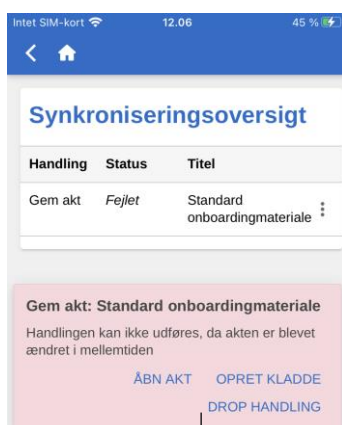 Intet SIM-kort 12.06 45 %
Synkroniseringsoversigt
Handling Status Titel
Gem akt Fejlet Standard
onboardingmateriale
Gem akt: Standard onboardingmateriale
Handlingen kan ikke udføres, da akten er blevet
ændret i mellemtiden
ÅBN AKT OPRET KLADDE
DROP HANDLING